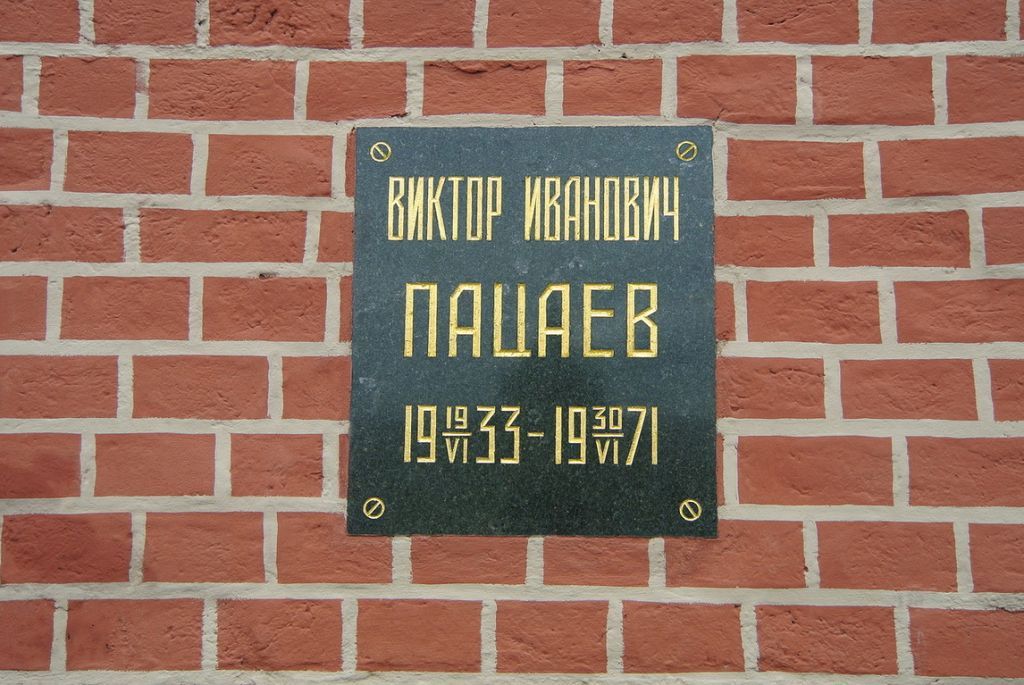 ВИКТОР ИВАНОВИЧ
ПАЦАЕВ
19 19/VI 33 - 19 30/VI 71